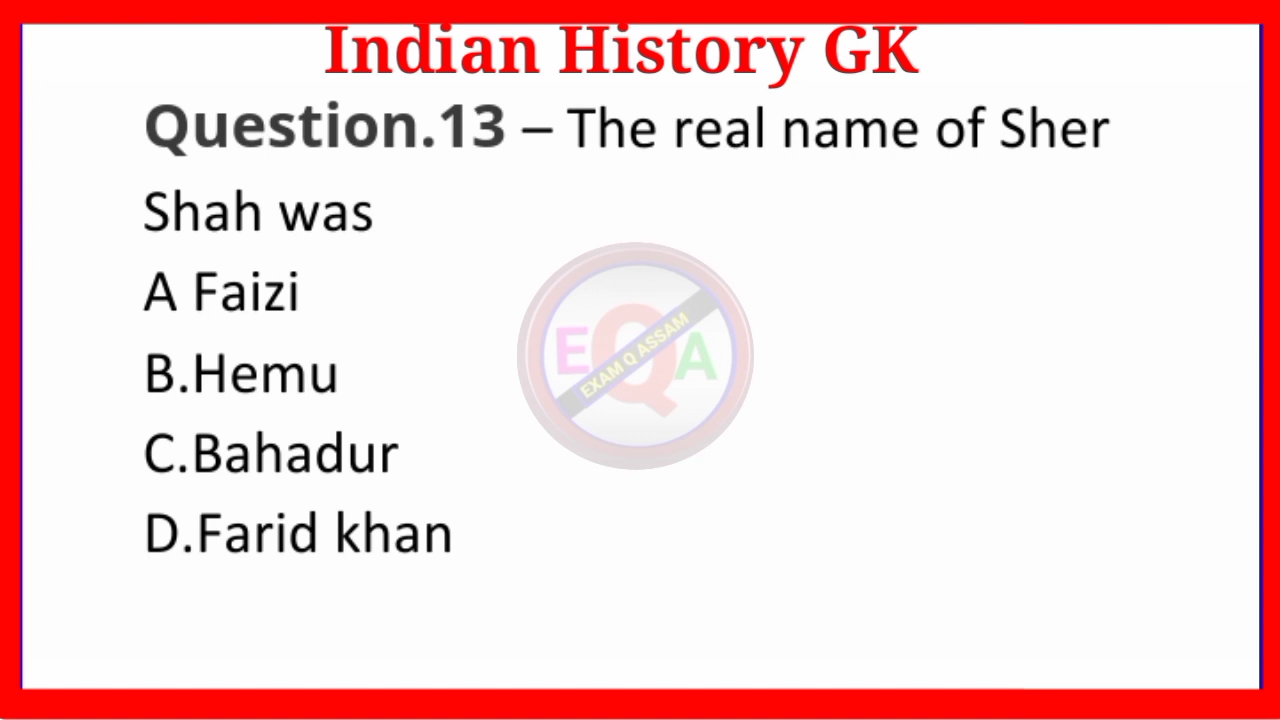 Indian History GK
Question.13 – The real name of Sher
Shah was
A Faizi
B.Hemu
C.Bahadur
D.Farid khan
EQA
EXAM Q ASSAM